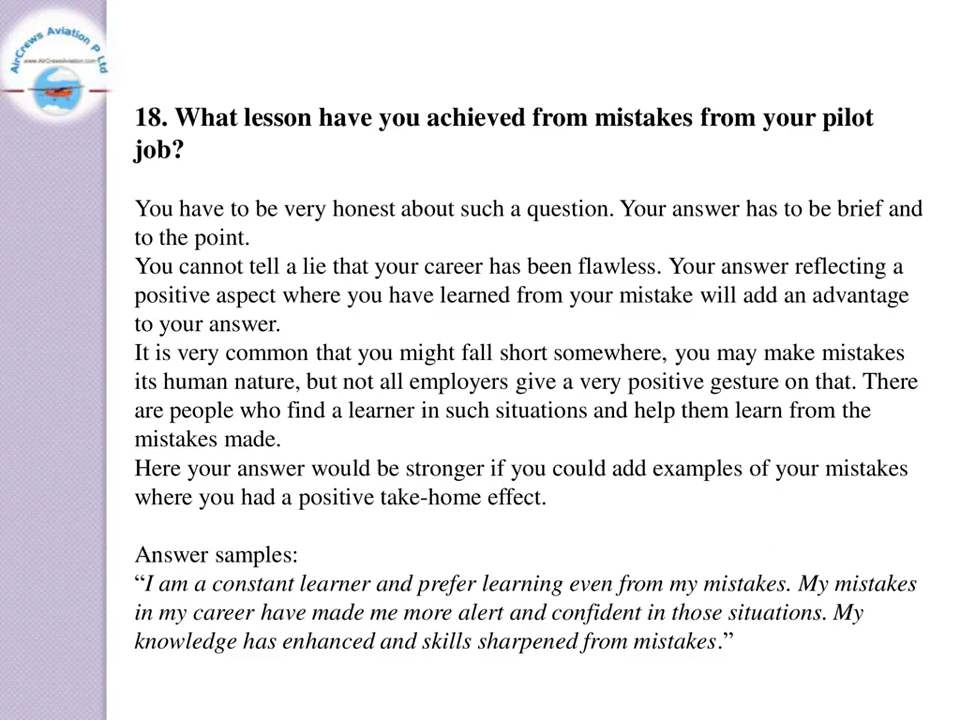 AirCrews Aviation P Ltd
www.AirCrewsAviation.com
18. What lesson have you achieved from mistakes from your pilot
job?
You have to be very honest about such a question. Your answer has to be brief and
to the point.
You cannot tell a lie that your career has been flawless. Your answer reflecting a
positive aspect where you have learned from your mistake will add an advantage
to your answer.
It is very common that you might fall short somewhere, you may make mistakes
its human nature, but not all employers give a very positive gesture on that. There
are people who find a learner in such situations and help them learn from the
mistakes made.
Here your answer would be stronger if you could add examples of your mistakes
where you had a positive take-home effect.
Answer samples:
“I am a constant learner and prefer learning even from my mistakes. My mistakes
in my career have made me more alert and confident in those situations. My
knowledge has enhanced and skills sharpened from mistakes.”